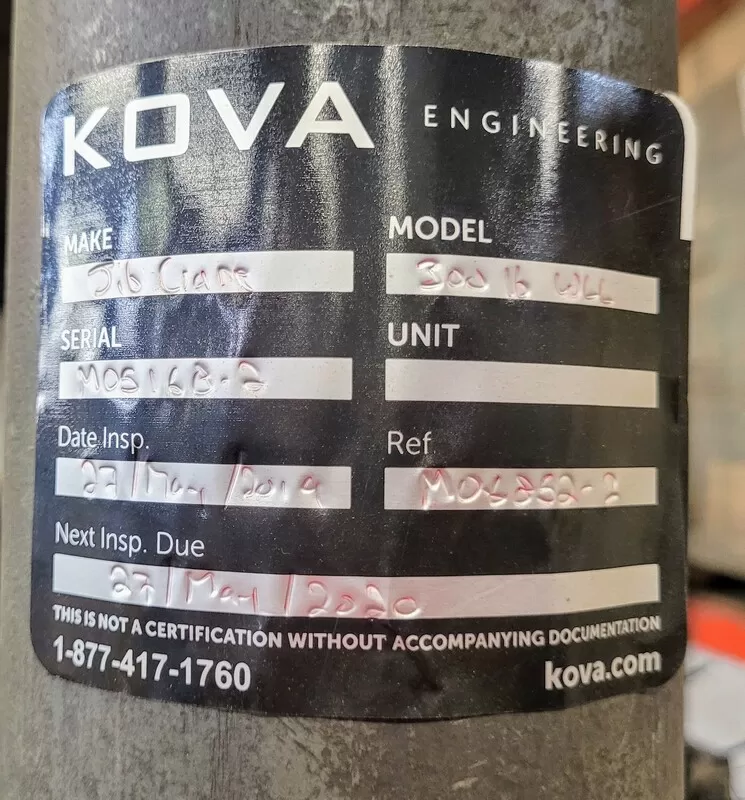 KOVA ENGINEERING
MAKE MODEL
Jib Crane 300 lb WLL
SERIAL UNIT
M05168-2
Date Insp. Ref
27/May/2019 M06352-2
Next Insp. Due
27/May/2020
THIS IS NOT A CERTIFICATION WITHOUT ACCOMPANYING DOCUMENTATION
1-877-417-1760 kova.com